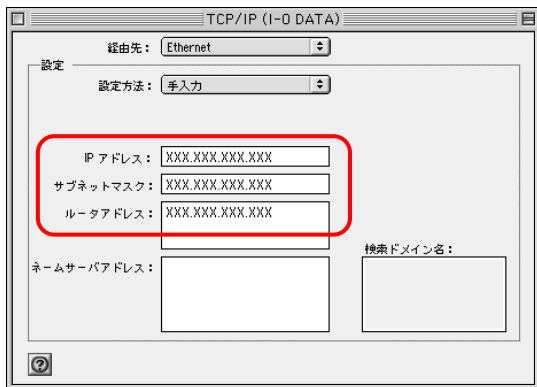 TCP/IP (I-O DATA)
経由先： Ethernet
設定
設定方法： 手入力
IP アドレス： XXX.XXX.XXX.XXX
サブネットマスク： XXX.XXX.XXX.XXX
ルータアドレス： XXX.XXX.XXX.XXX
検索ドメイン名：
ネームサーバアドレス：
?